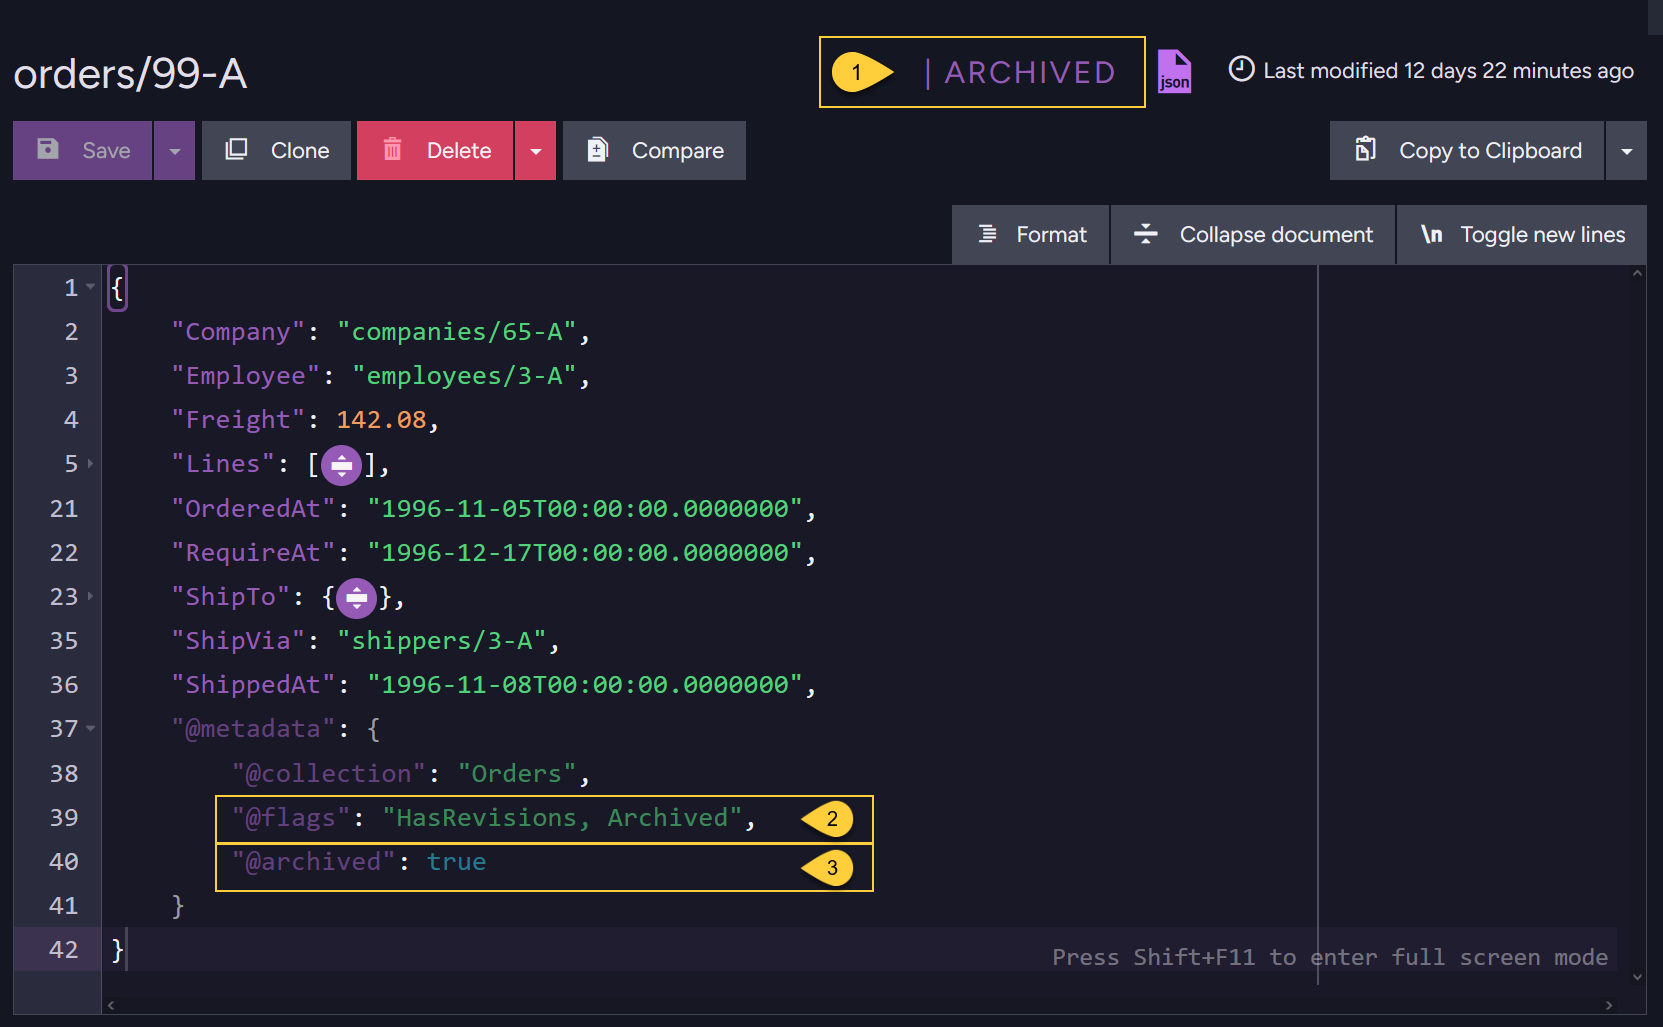 orders/99-A
1 | ARCHIVED json Last modified 12 days 22 minutes ago
Save Clone Delete Compare Copy to Clipboard
Format Collapse document \n Toggle new lines
1 {
2 "Company": "companies/65-A",
3 "Employee": "employees/3-A",
4 "Freight": 142.08,
5 "Lines": [],
21 "OrderedAt": "1996-11-05T00:00:00.0000000",
22 "RequireAt": "1996-12-17T00:00:00.0000000",
23 "ShipTo": {},
35 "ShipVia": "shippers/3-A",
36 "ShippedAt": "1996-11-08T00:00:00.0000000",
37 "@metadata": {
38 "@collection": "Orders",
39 "@flags": "HasRevisions, Archived", 2
40 "@archived": true 3
41 }
42 }
Press Shift+F11 to enter full screen mode